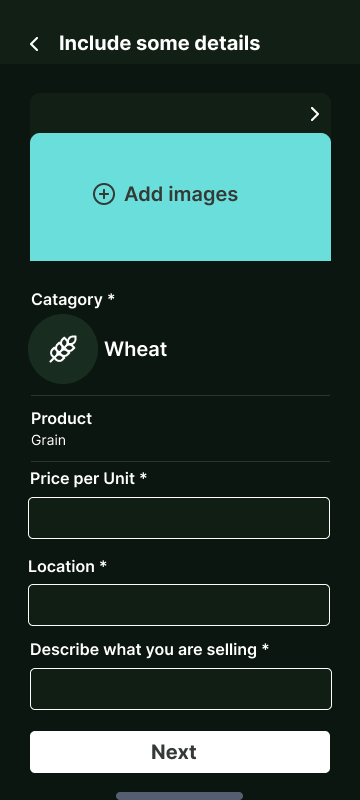 Include some details
Add images
Catagory *
Wheat
Product
Grain
Price per Unit *
Location *
Describe what you are selling *
Next